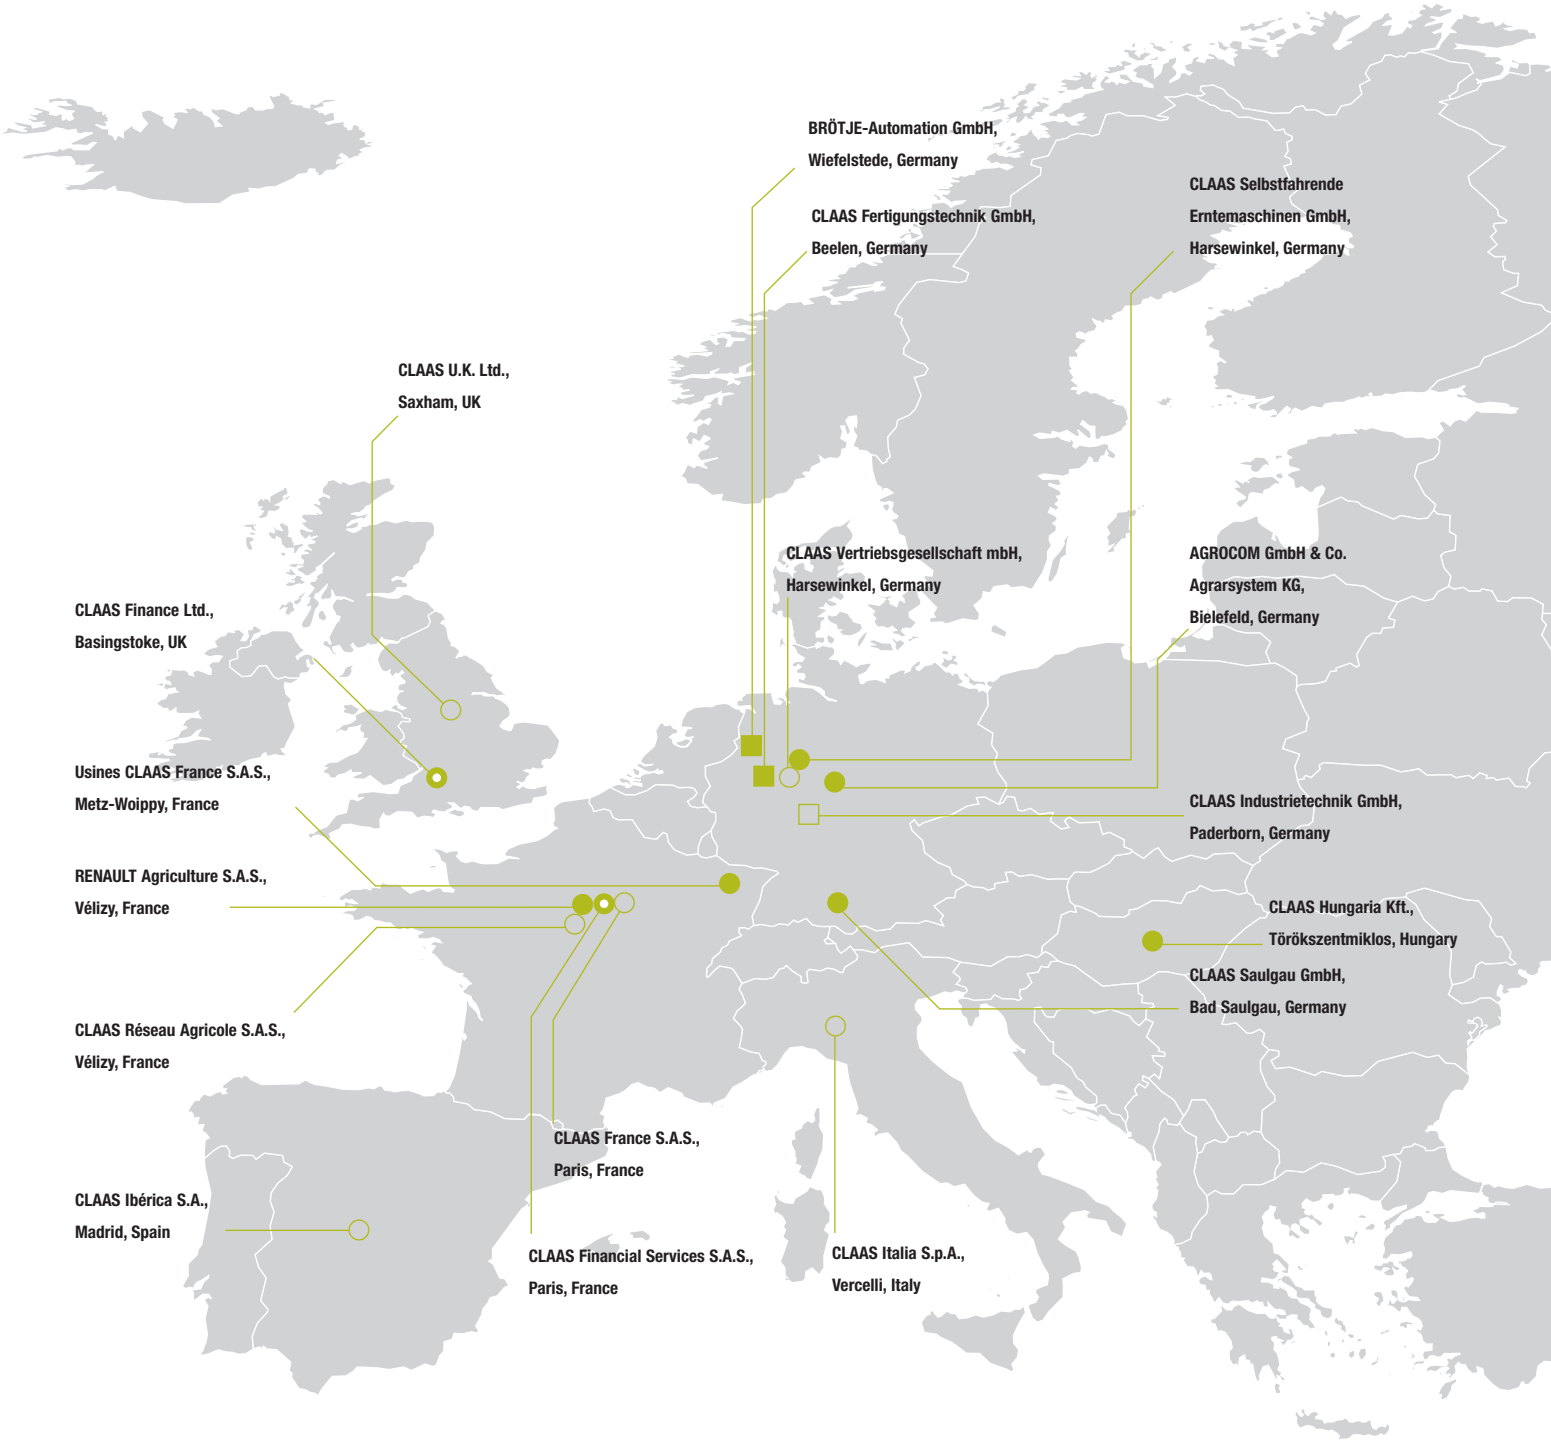 BRÖTJE-Automation GmbH,
Wiefelstede, Germany
CLAAS Selbstfahrende
Erntemaschinen GmbH,
Harsewinkel, Germany
CLAAS Fertigungstechnik GmbH,
Beelen, Germany
CLAAS U.K. Ltd.,
Saxham, UK
CLAAS Vertriebsgesellschaft mbH,
Harsewinkel, Germany
AGROCOM GmbH & Co.
Agrarsystem KG,
Bielefeld, Germany
CLAAS Finance Ltd.,
Basingstoke, UK
Usines CLAAS France S.A.S.,
Metz-Woippy, France
CLAAS Industrietechnik GmbH,
Paderborn, Germany
RENAULT Agriculture S.A.S.,
Vélizy, France
CLAAS Hungaria Kft.,
Törökszentmiklos, Hungary
CLAAS Saulgau GmbH,
Bad Saulgau, Germany
CLAAS Réseau Agricole S.A.S.,
Vélizy, France
CLAAS France S.A.S.,
Paris, France
CLAAS Ibérica S.A.,
Madrid, Spain
CLAAS Financial Services S.A.S.,
Paris, France
CLAAS Italia S.p.A.,
Vercelli, Italy